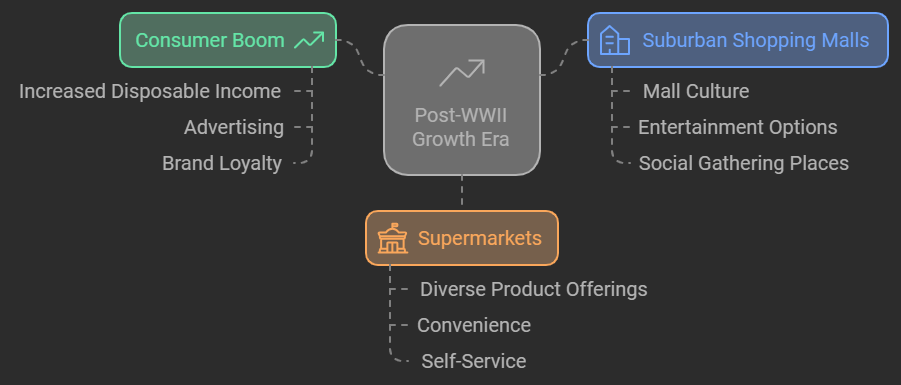 Consumer Boom
Increased Disposable Income
Advertising
Brand Loyalty
Post-WWII
Growth Era
Suburban Shopping Malls
Mall Culture
Entertainment Options
Social Gathering Places
Supermarkets
Diverse Product Offerings
Convenience
Self-Service